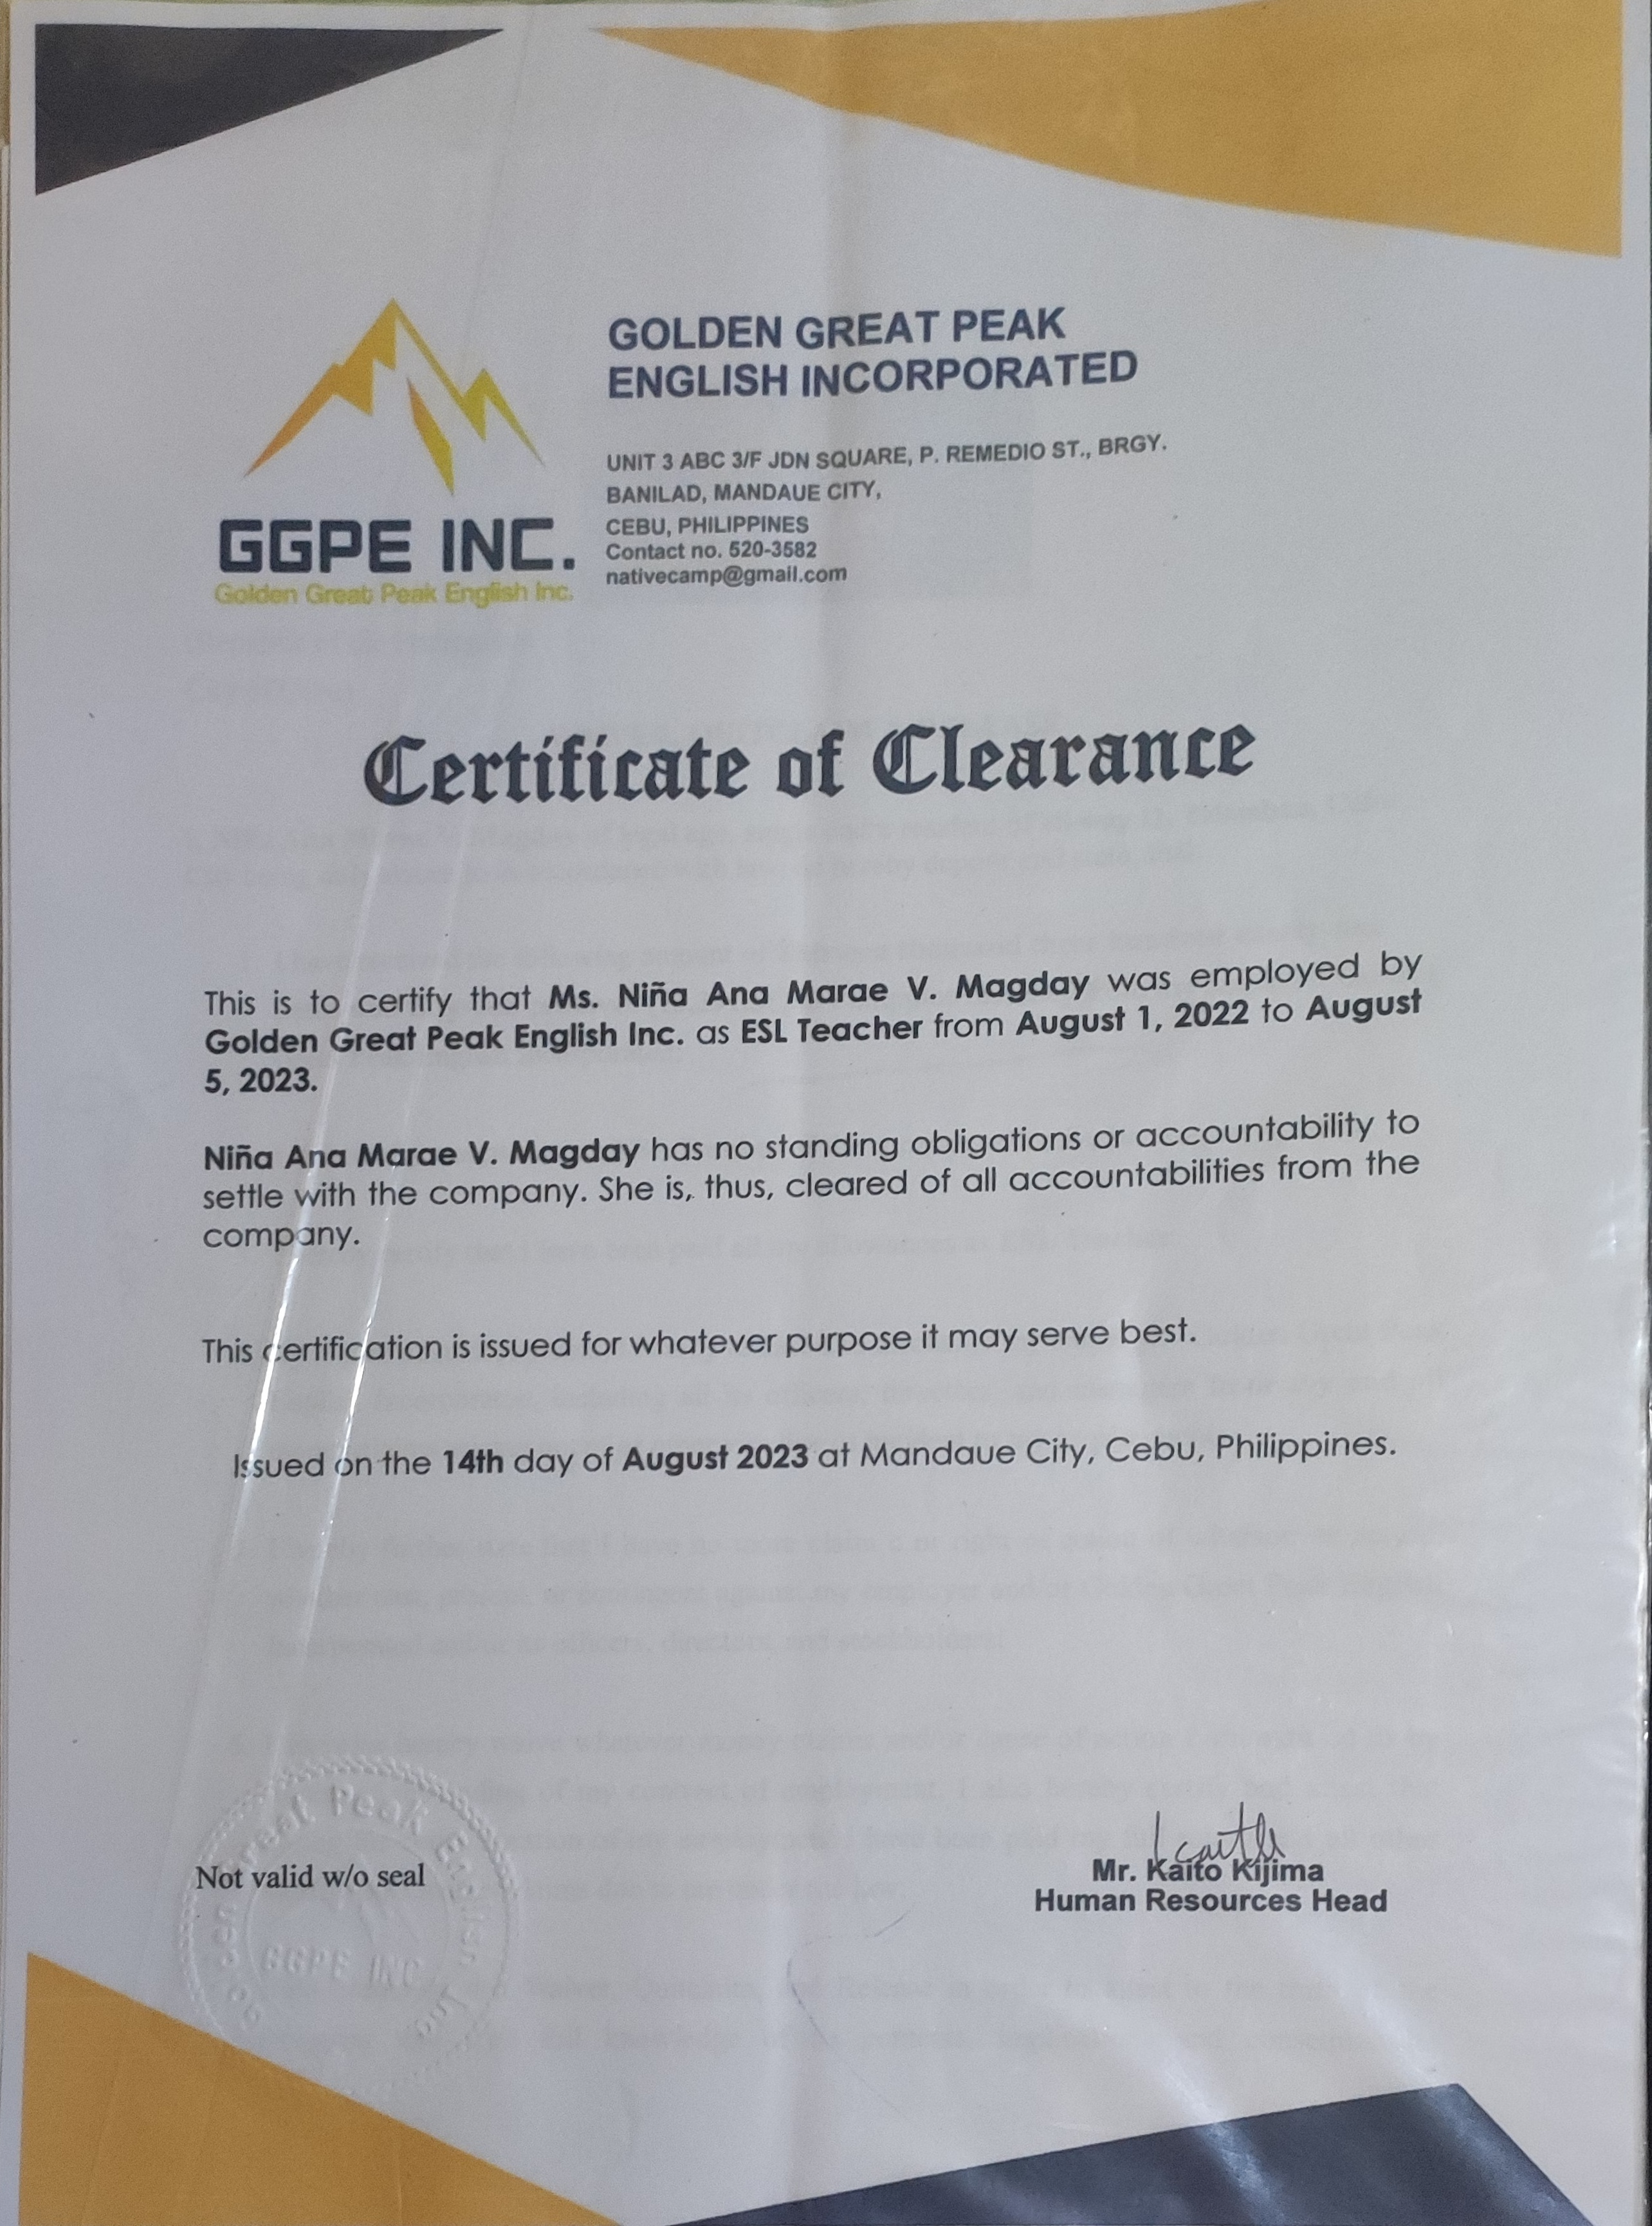 GOLDEN GREAT PEAK
ENGLISH INCORPORATED
UNIT 3 ABC 3/F JDN SQUARE, P. REMEDIO ST., BRGY.
BANILAD, MANDAUE CITY,
CEBU, PHILIPPINES
Contact no. 520-3582
nativecamp@gmail.com
GGPE INC.
Golden Great Peak English Inc.
Certificate of Clearance
This is to certify that Ms. Niña Ana Marae V. Magday was employed by
Golden Great Peak English Inc. as ESL Teacher from August 1, 2022 to August
5, 2023.
Niña Ana Marae V. Magday has no standing obligations or accountability to
settle with the company. She is, thus, cleared of all accountabilities from the
company.
This certification is issued for whatever purpose it may serve best.
Issued on the 14th day of August 2023 at Mandaue City, Cebu, Philippines.
Not valid w/o seal
Great Peak English Inc
GGPE INC
Mr. Kaito Kijima
Human Resources Head